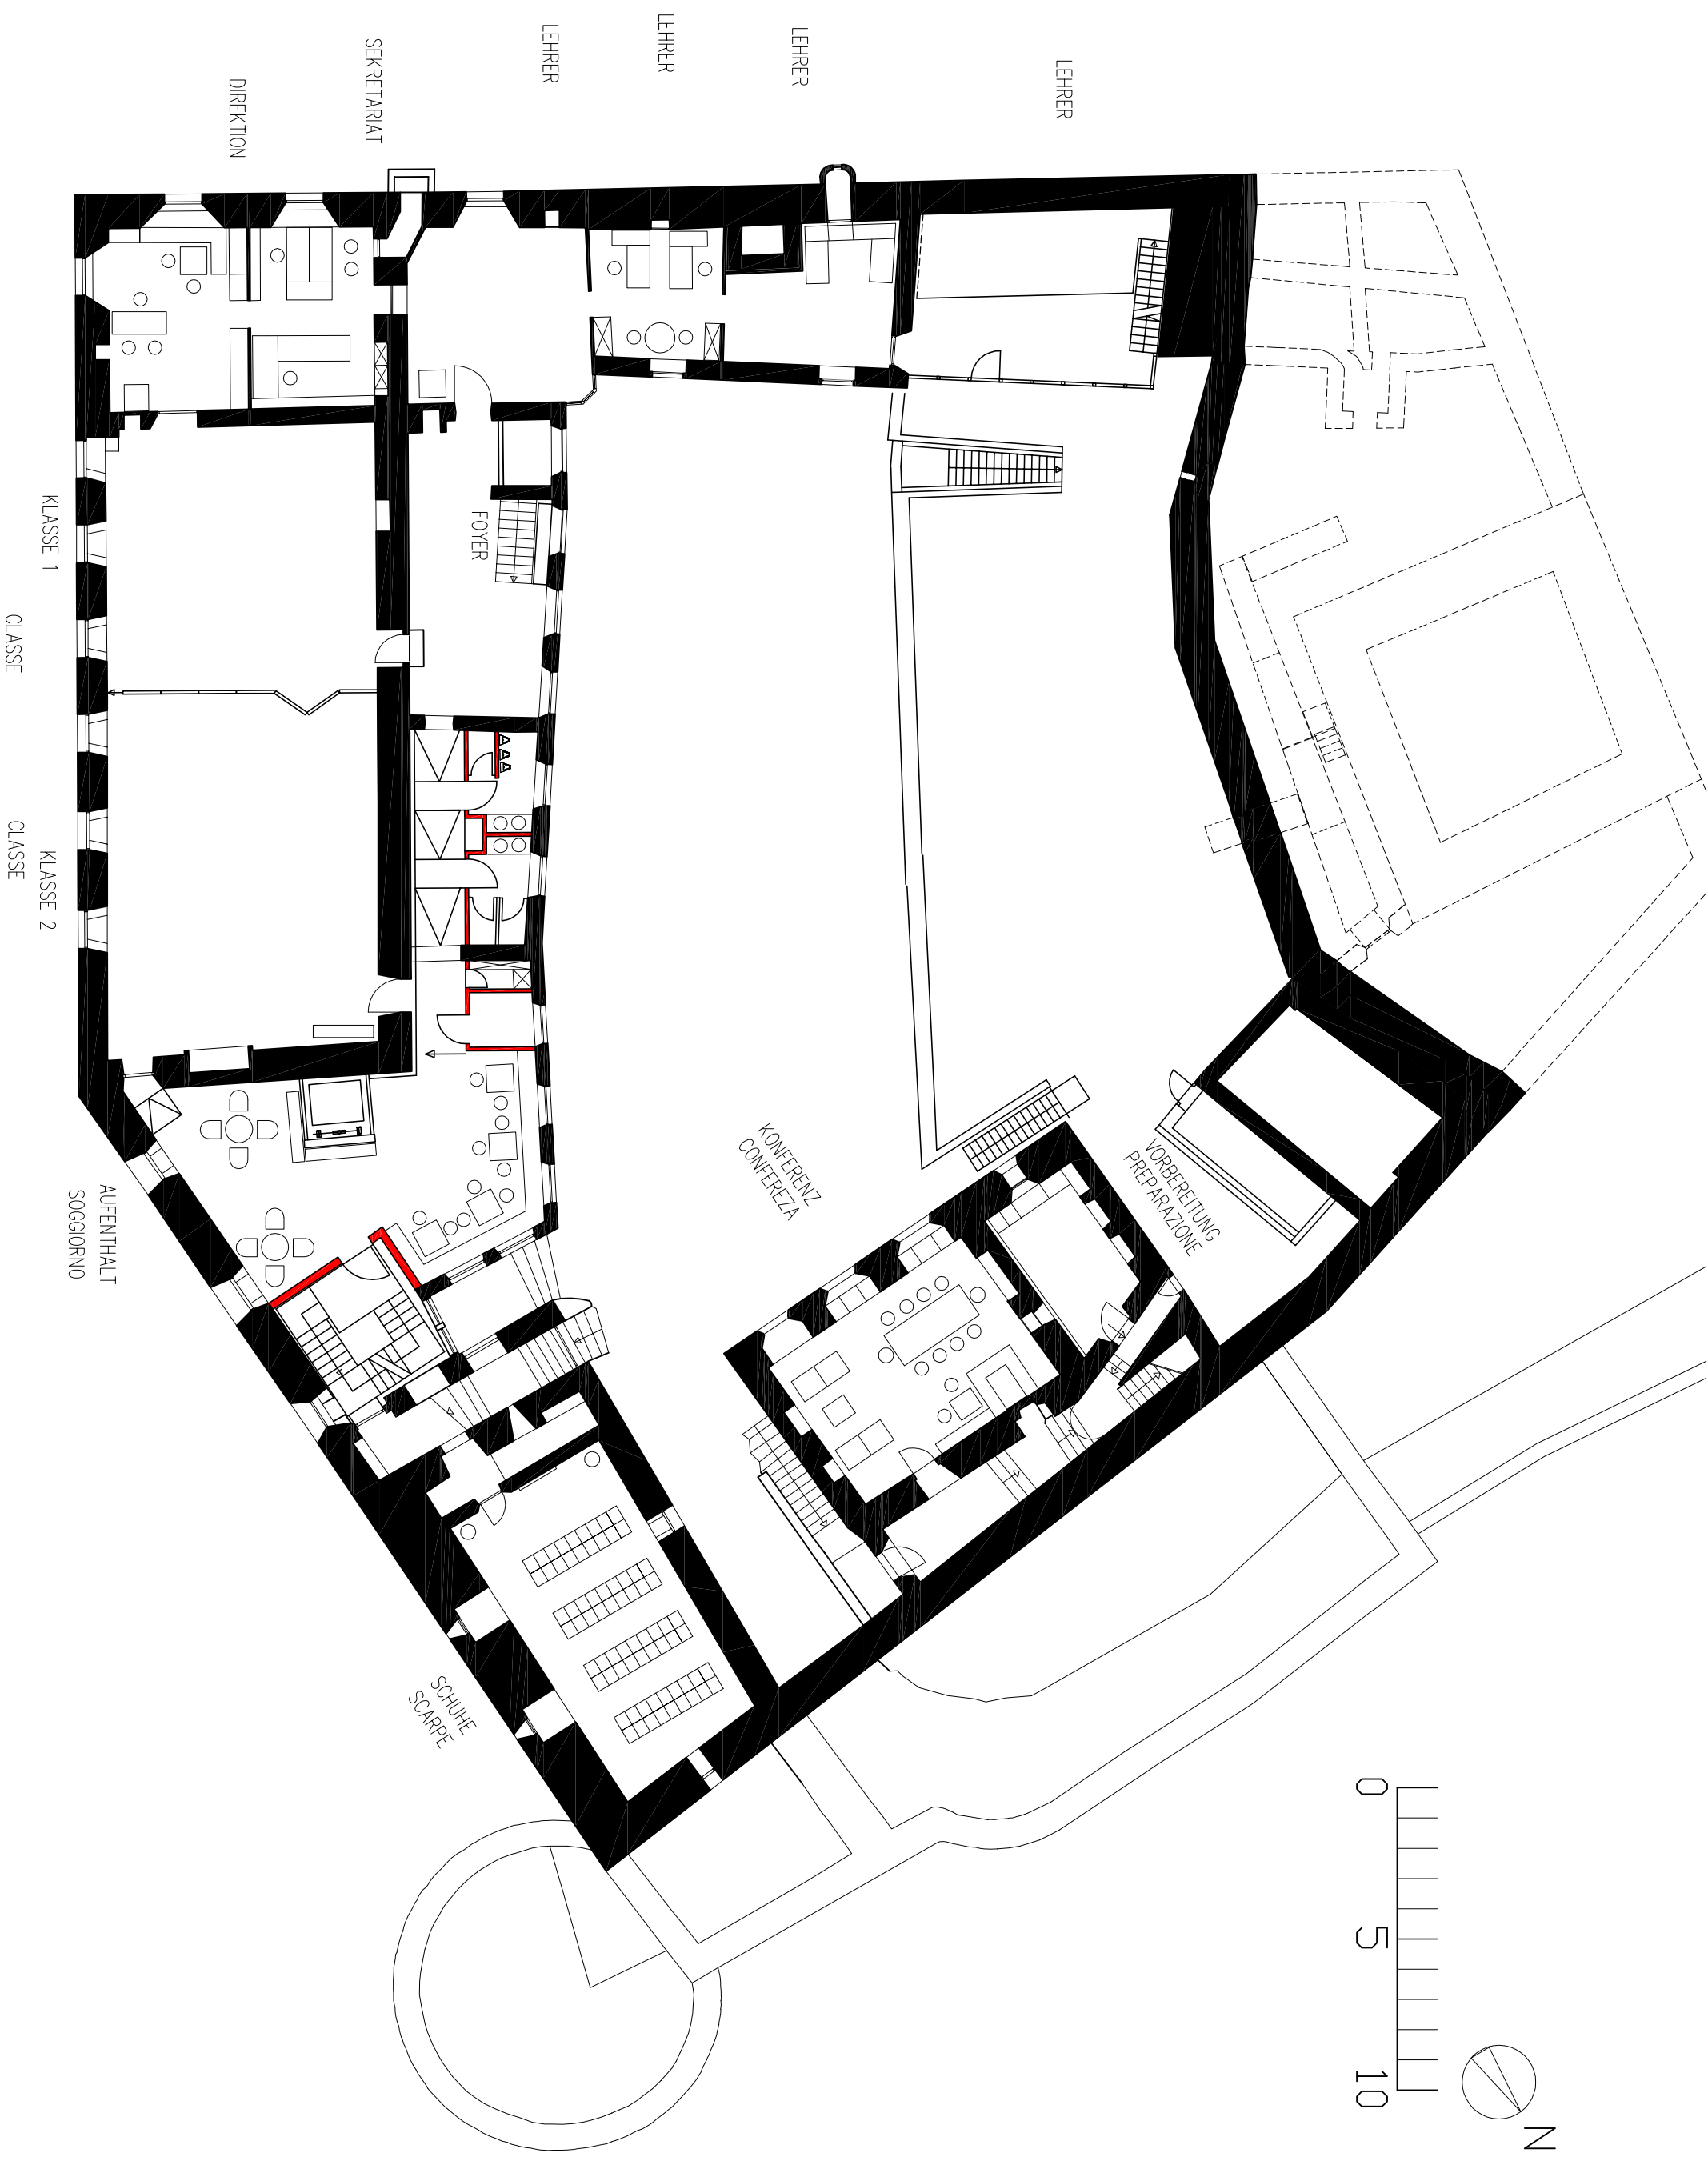 LEHRER
LEHRER
LEHRER
LEHRER
SEKRETARIAT
DIREKTION
FOYER
KLASSE 1
CLASSE
CLASSE
KLASSE 2
KONFERENZ
CONFEREZA
VORBEREITUNG
PREPARAZIONE
AUFENTHALT
SOGGIORNO
SCHUHE
SCARPE
0
5
10
N